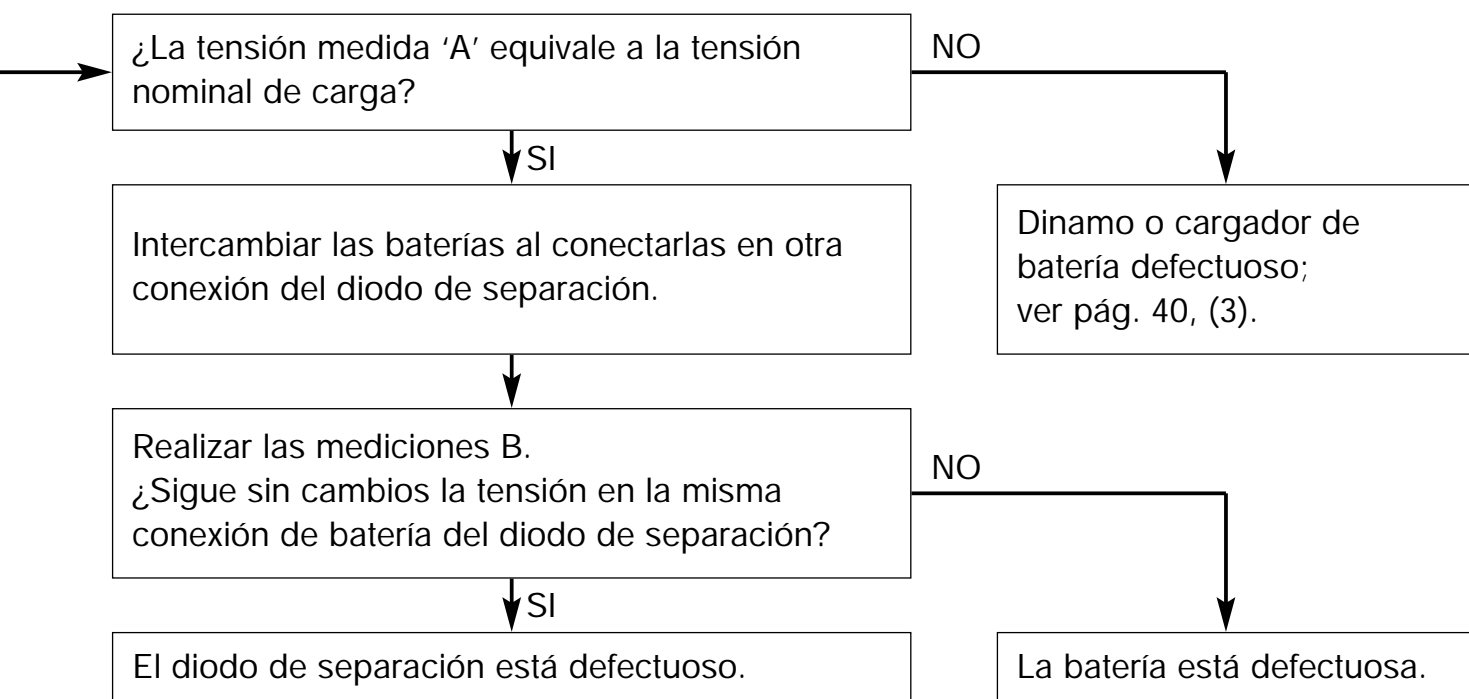 ¿La tensión medida ‘A’ equivale a la tensión
nominal de carga?
NO
SI
Intercambiar las baterías al conectarlas en otra
conexión del diodo de separación.
Dinamo o cargador de
batería defectuoso;
ver pág. 40, (3).
Realizar las mediciones B.
¿Sigue sin cambios la tensión en la misma
conexión de batería del diodo de separación?
NO
SI
El diodo de separación está defectuoso.
La batería está defectuosa.